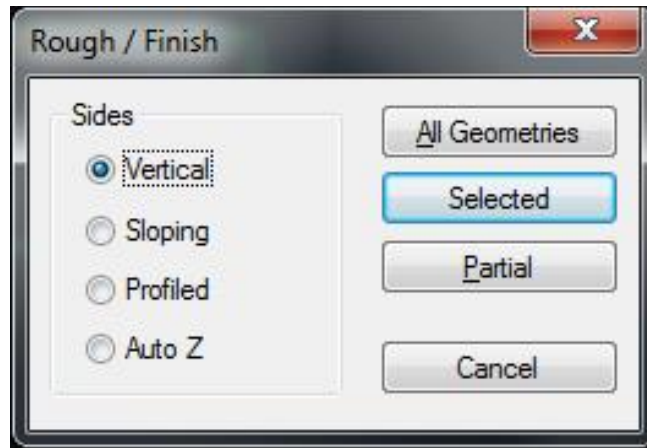 Rough / Finish
Sides
Vertical
Sloping
Profiled
Auto Z
All Geometries
Selected
Partial
Cancel